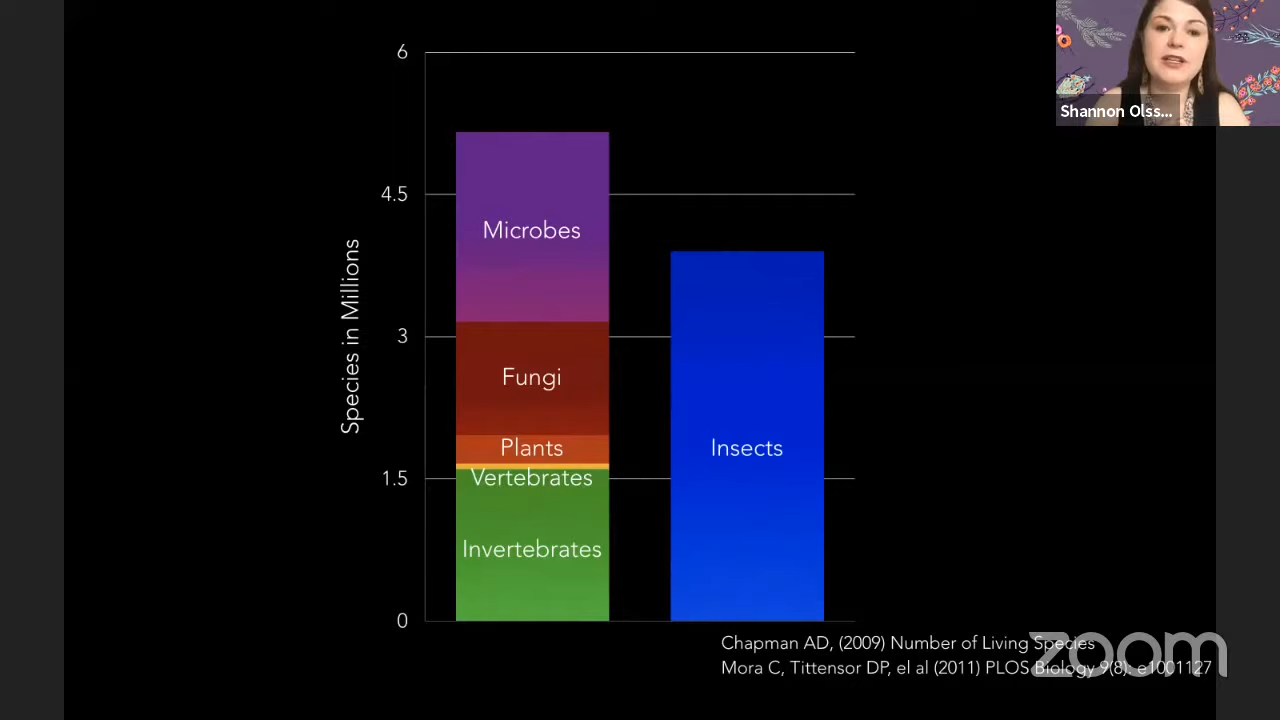 6
4.5
3
1.5
0
Species in Millions
Microbes
Fungi
Plants
Vertebrates
Invertebrates
Insects
Shannon Olss...
Chapman AD, (2009) Number of Living Species
Mora C, Tittensor DP, el al (2011) PLOS Biology 9(8): e1001127
zoom